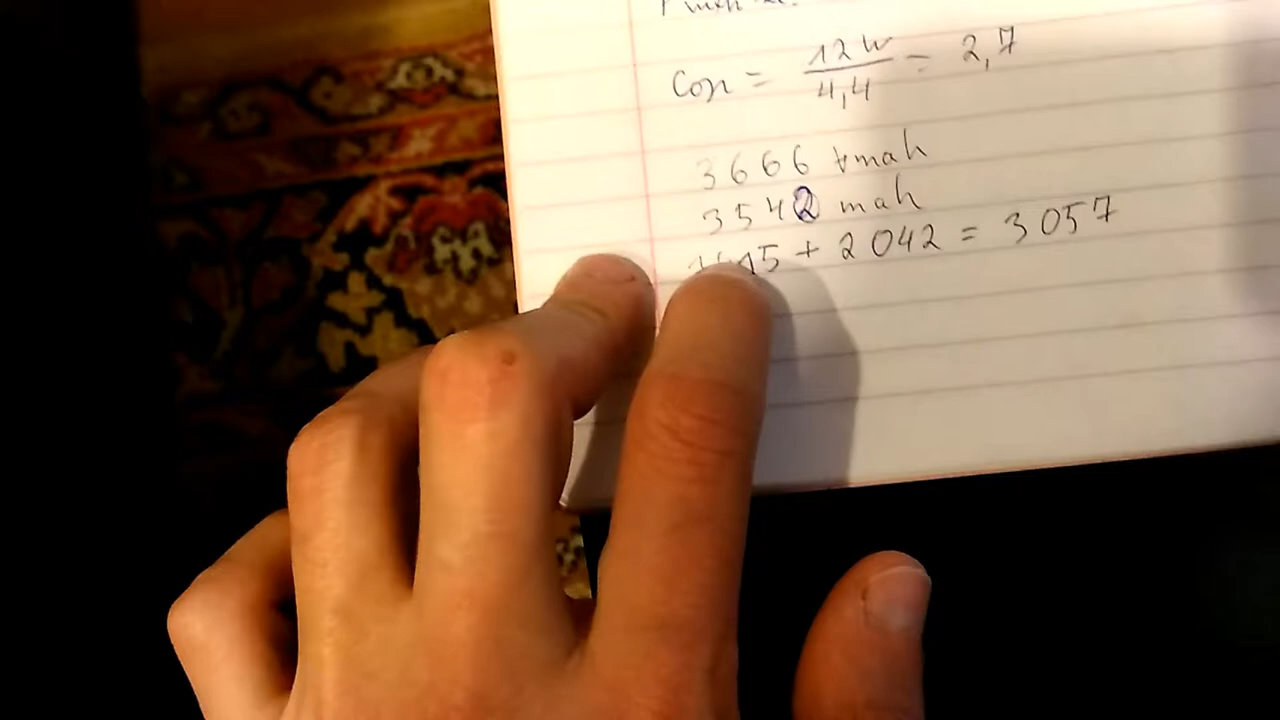 Con = 12W / 4,4 = 2,7
3666 mah
3542 mah
+ 2042 = 3057